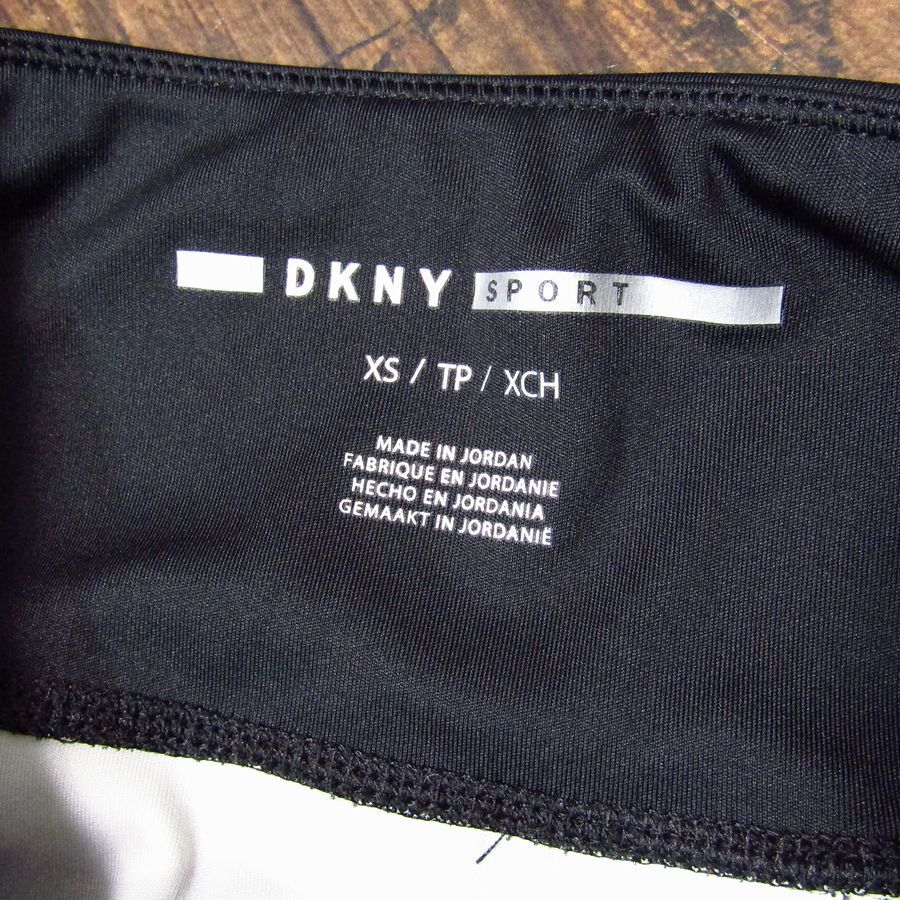 DKNY SPORT
XS / TP / XCH
MADE IN JORDAN
FABRIQUE EN JORDANIE
HECHO EN JORDANIA
GEMAAKT IN JORDANIË